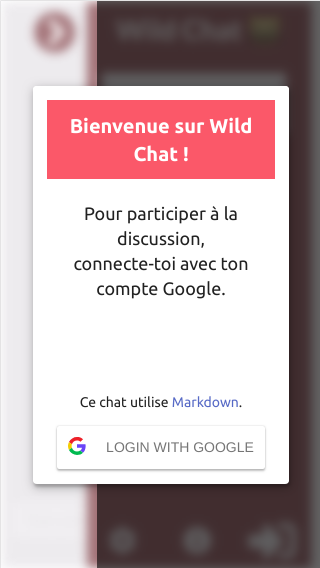 Wild Chat
Bienvenue sur Wild
Chat !
Pour participer à la
discussion,
connecte-toi avec ton
compte Google.
Ce chat utilise Markdown.
LOGIN WITH GOOGLE